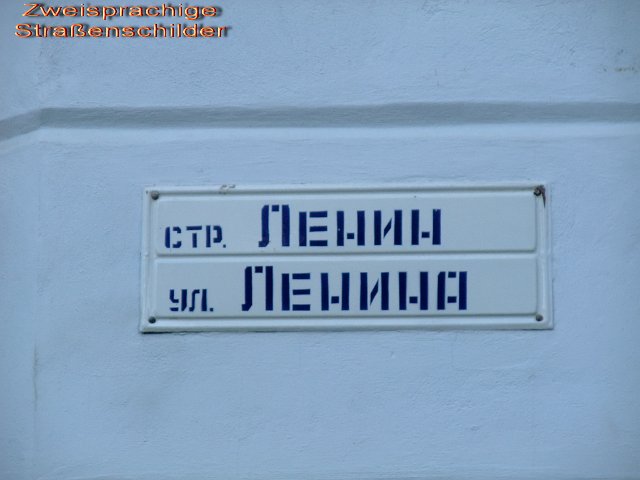 Zweisprachige
Straßenschilder
стр. Ленин
ул. Ленина